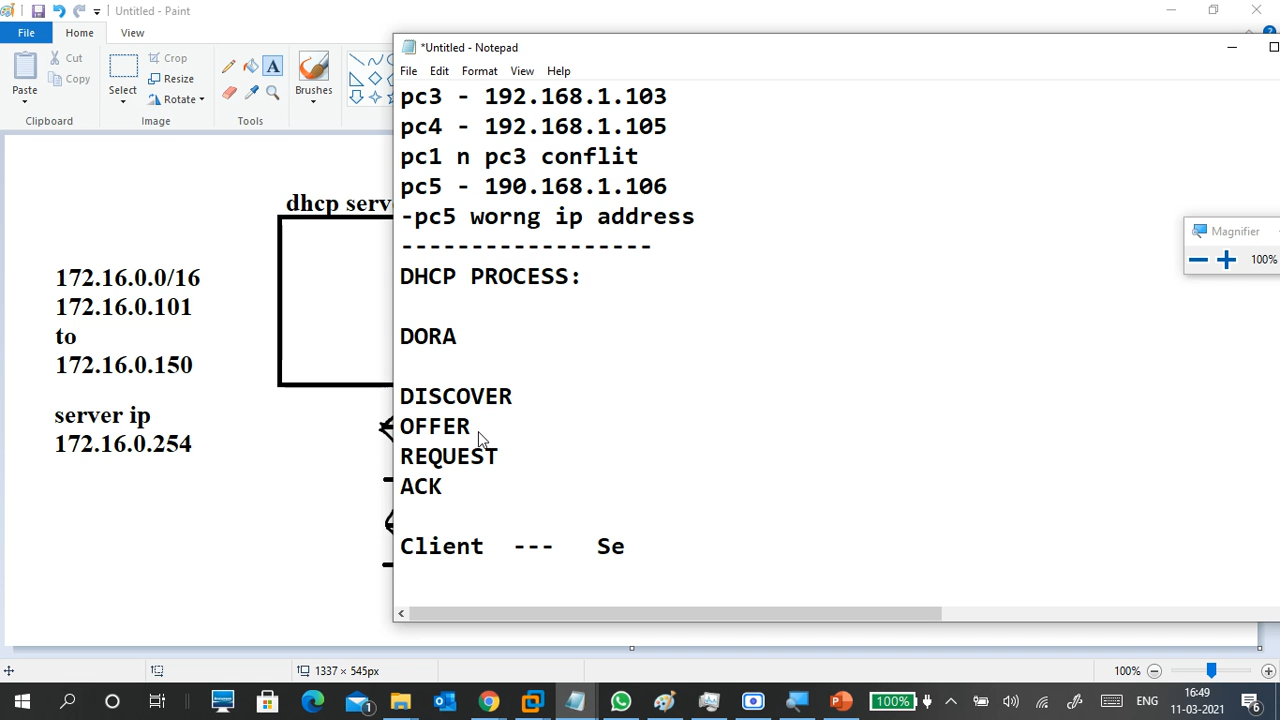 Untitled - Paint
File
Home
View
Paste
Cut
Copy
Clipboard
Select
Crop
Resize
Rotate
Image
Tools
Brushes
dhcp serv
172.16.0.0/16
172.16.0.101
to
172.16.0.150
server ip
172.16.0.254
*Untitled - Notepad
File Edit Format View Help
pc3 - 192.168.1.103
pc4 - 192.168.1.105
pc1 n pc3 conflit
pc5 - 190.168.1.106
-pc5 worng ip address
------------------
DHCP PROCESS:
DORA
DISCOVER
OFFER
REQUEST
ACK
Client --- Se
Magnifier
100%
1337 × 545px
100%
1
100%
ENG
16:49
11-03-2021
6